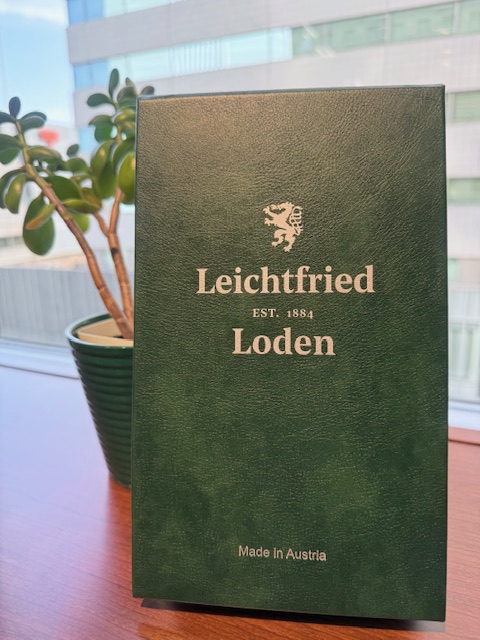 Leichtfried
EST. 1884
Loden
Made In Austria